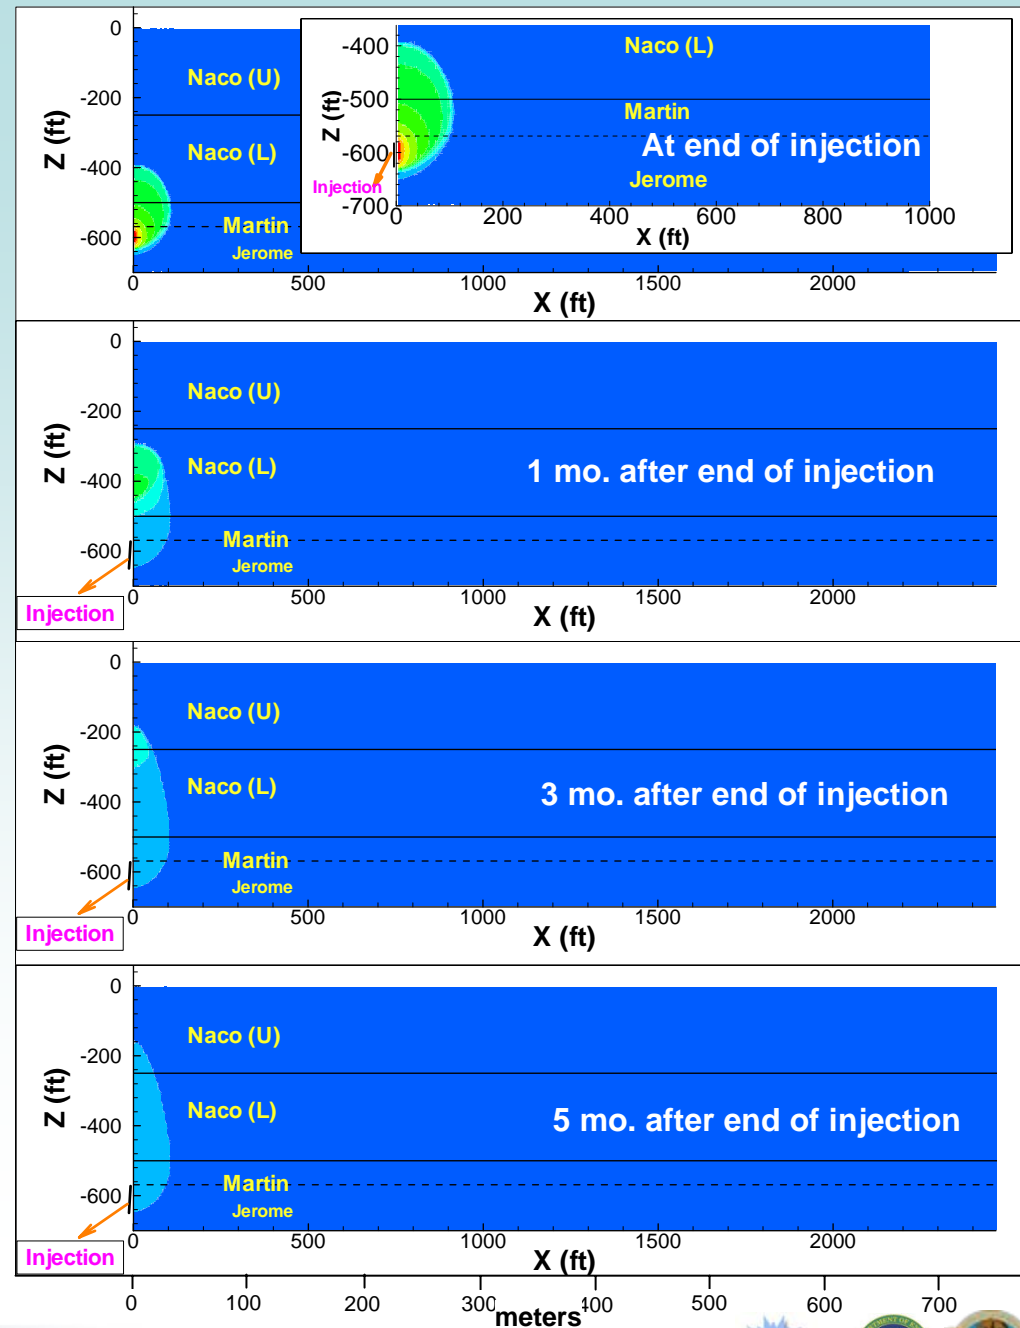 0
-200
-400
-600
Z (ft)
Naco (U)
Naco (L)
Martin
Jerome
0
500
1000
1500
2000
X (ft)
-400
-500
-600
-700
Z (ft)
Naco (L)
Martin
At end of injection
Jerome
Injection
0
200
400
600
800
1000
X (ft)
0
-200
-400
-600
Z (ft)
Naco (U)
Naco (L)
1 mo. after end of injection
Martin
Jerome
Injection
0
500
1000
1500
2000
X (ft)
0
-200
-400
-600
Z (ft)
Naco (U)
Naco (L)
3 mo. after end of injection
Martin
Jerome
Injection
0
500
1000
1500
2000
X (ft)
0
-200
-400
-600
Z (ft)
Naco (U)
Naco (L)
5 mo. after end of injection
Martin
Jerome
Injection
0
500
1000
1500
2000
X (ft)
0
100
200
300
400
500
600
700
meters